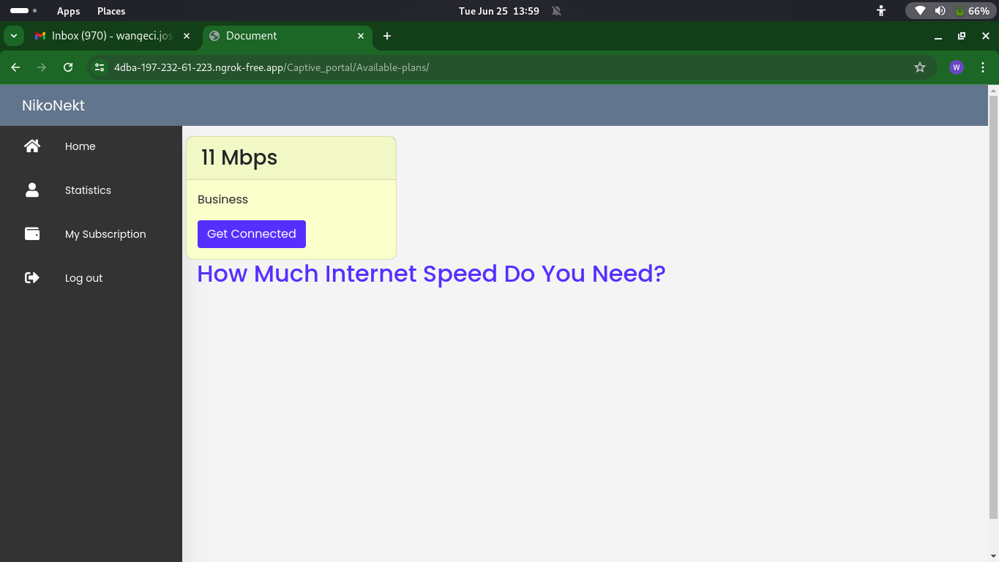 Apps Places Tue Jun 25 13:59 66%
Inbox (970) - wangeci.jos Document
4dba-197-232-61-223.ngrok-free.app/Captive_portal/Available-plans/ W
NikoNekt
Home
Statistics
My Subscription
Log out
11 Mbps
Business
Get Connected
How Much Internet Speed Do You Need?